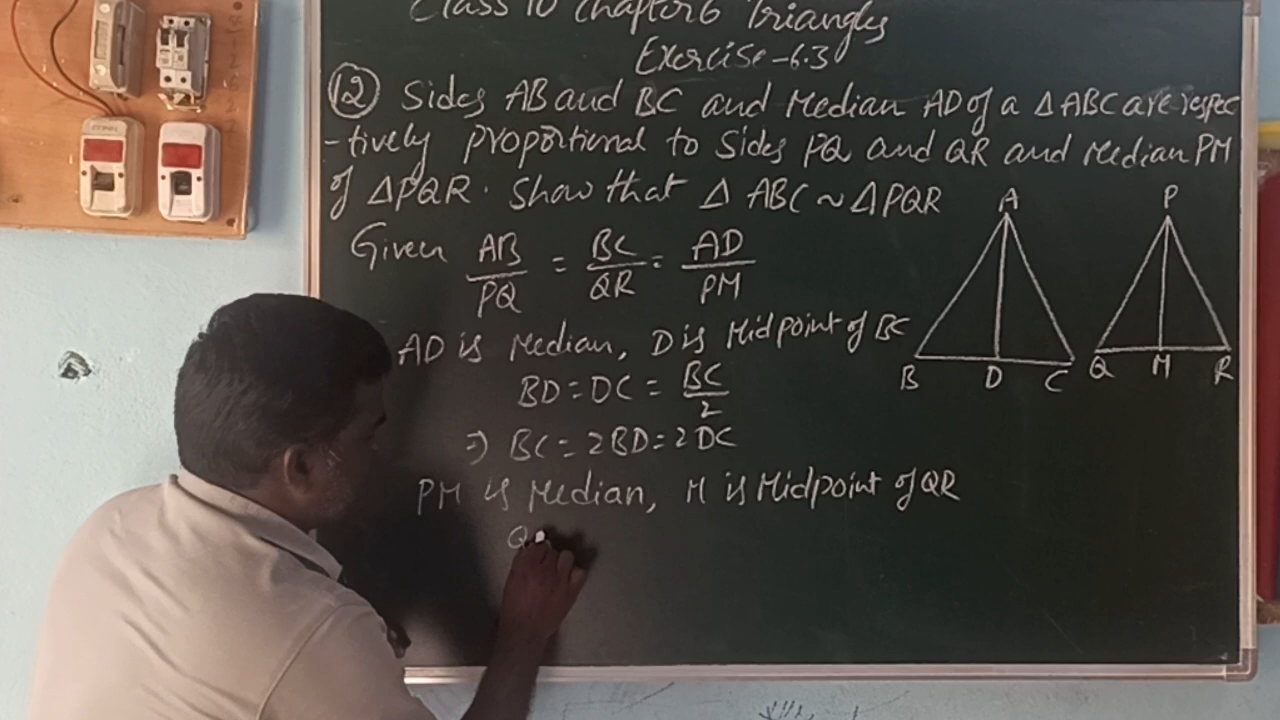 Class 10 Chapter 6 Triangles
Exercise-6.3
(12) Sides AB and BC and Median AD of a Δ ABC are respec
-tively proportional to Sides PQ and QR and Median PM
of ΔPQR. Show that Δ ABC ~ ΔPQR
Given AB/PQ = BC/QR = AD/PM
AD is Median, D is Midpoint of BC
BD = DC = BC/2
⇒ BC = 2BD = 2DC
PM is Median, M is Midpoint of QR
Q
A
B D C
P
Q M R